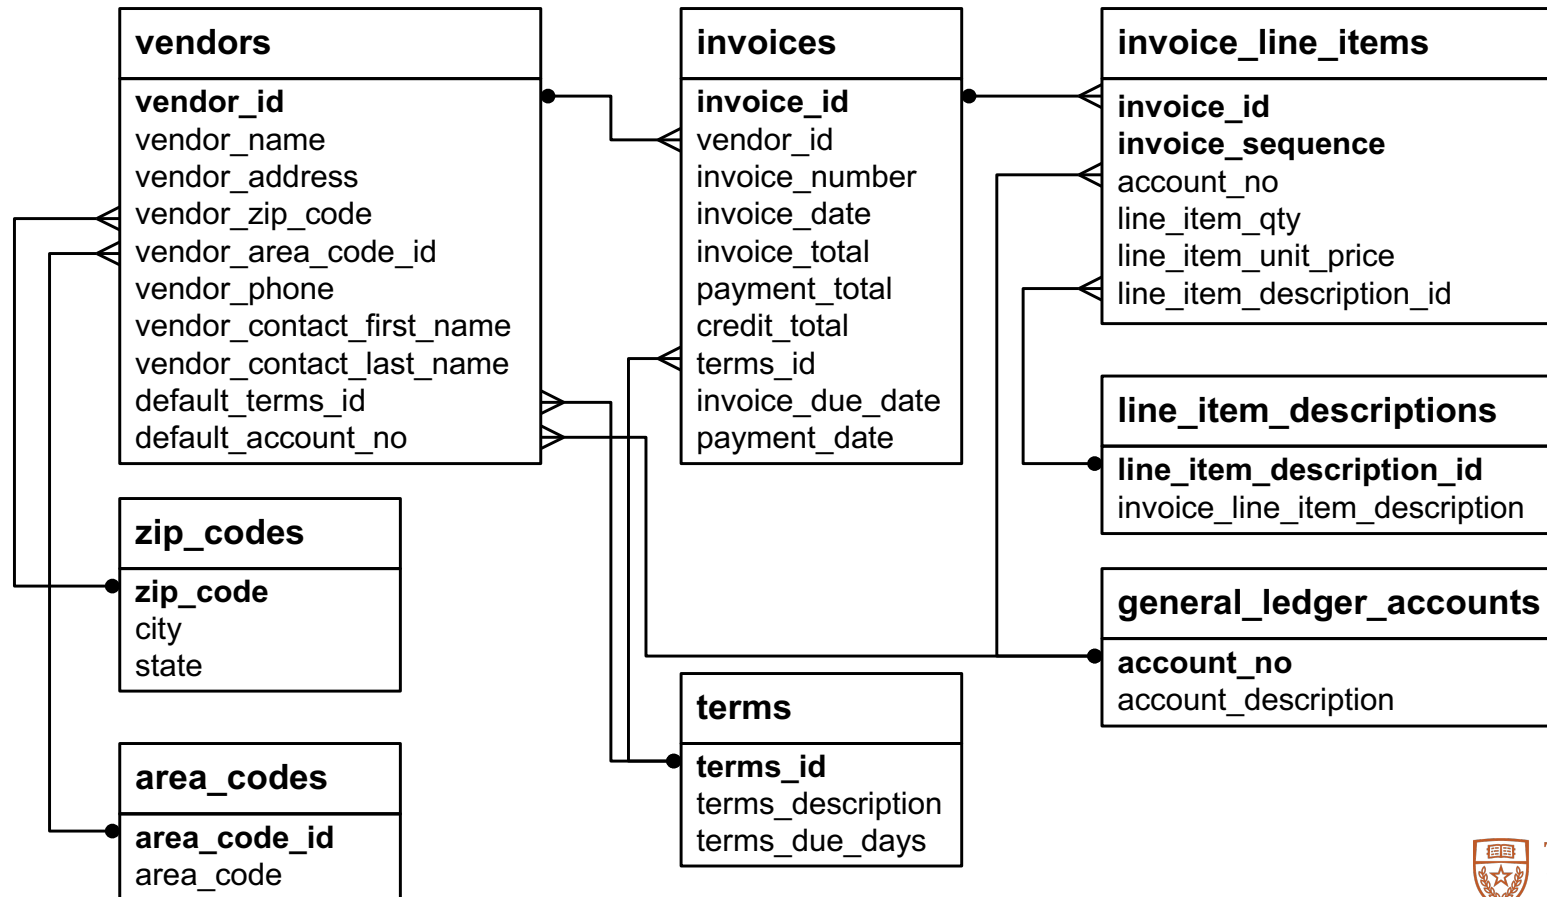 vendors
vendor_id
vendor_name
vendor_address
vendor_zip_code
vendor_area_code_id
vendor_phone
vendor_contact_first_name
vendor_contact_last_name
default_terms_id
default_account_no
invoices
invoice_id
vendor_id
invoice_number
invoice_date
invoice_total
payment_total
credit_total
terms_id
invoice_due_date
payment_date
invoice_line_items
invoice_id
invoice_sequence
account_no
line_item_qty
line_item_unit_price
line_item_description_id
line_item_descriptions
line_item_description_id
invoice_line_item_description
zip_codes
zip_code
city
state
general_ledger_accounts
account_no
account_description
terms
terms_id
terms_description
terms_due_days
area_codes
area_code_id
area_code